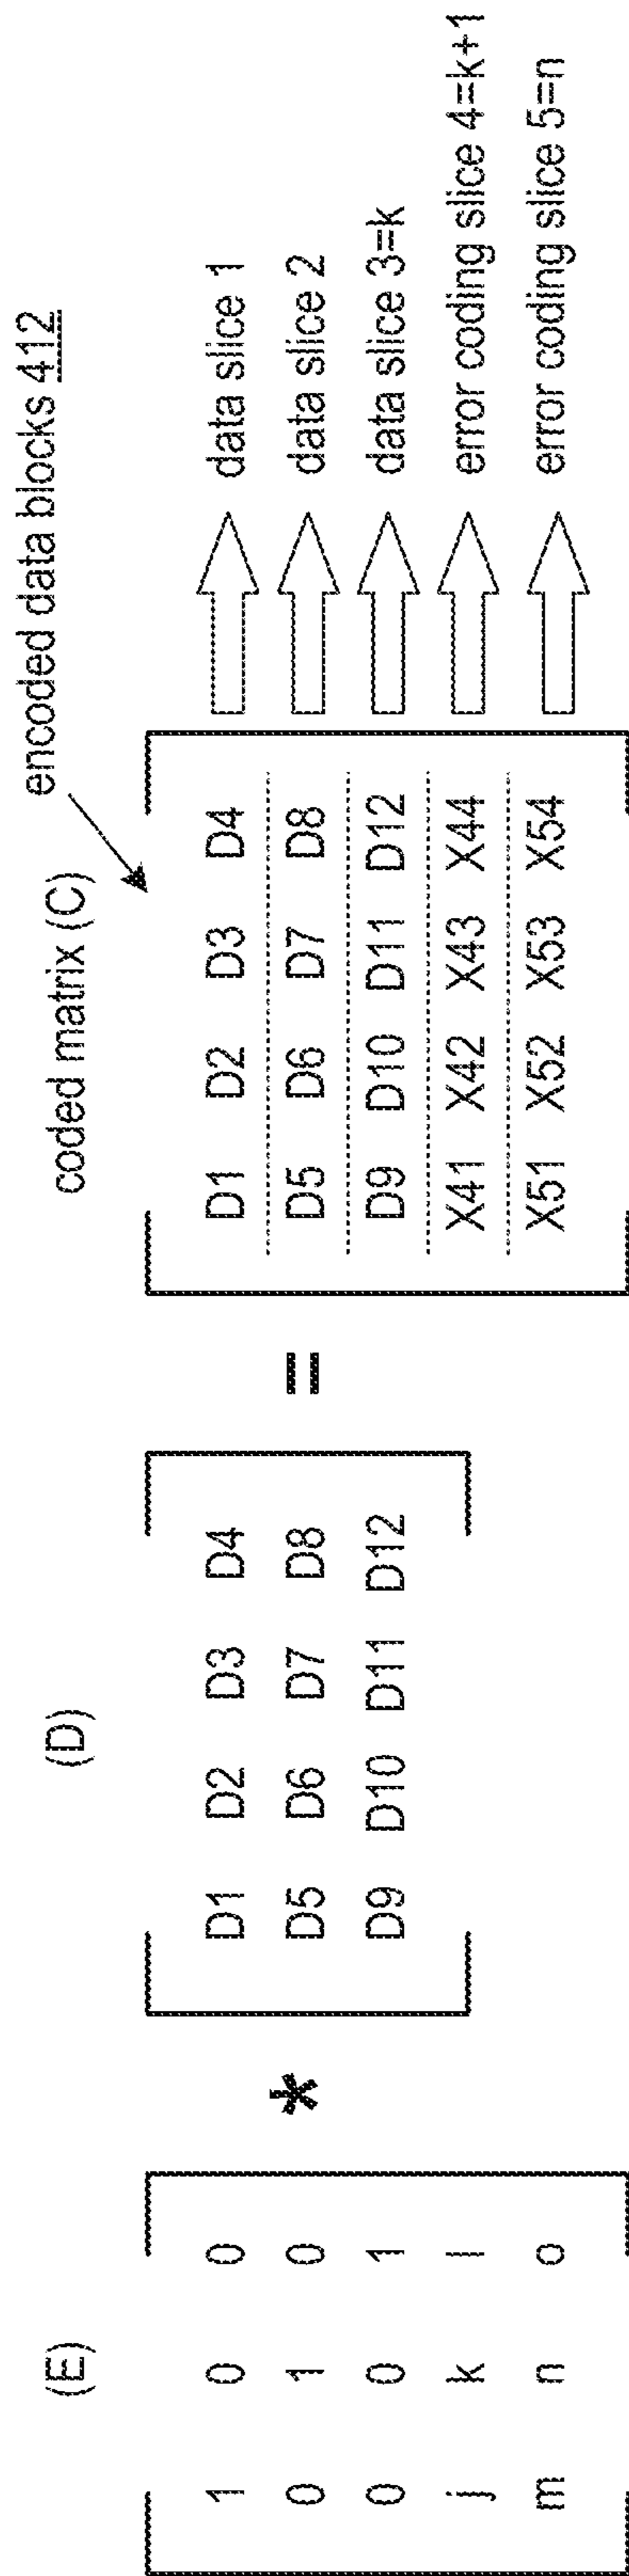 encoded data blocks 412
(E) (D) coded matrix (C)
1 0 0 D1 D2 D3 D4 D1 D2 D3 D4 data slice 1
0 1 0 * D5 D6 D7 D8 = D5 D6 D7 D8 data slice 2
0 0 1 D9 D10 D11 D12 D9 D10 D11 D12 data slice 3=k
j k l X41 X42 X43 X44 error coding slice 4=k+1
m n o X51 X52 X53 X54 error coding slice 5=n